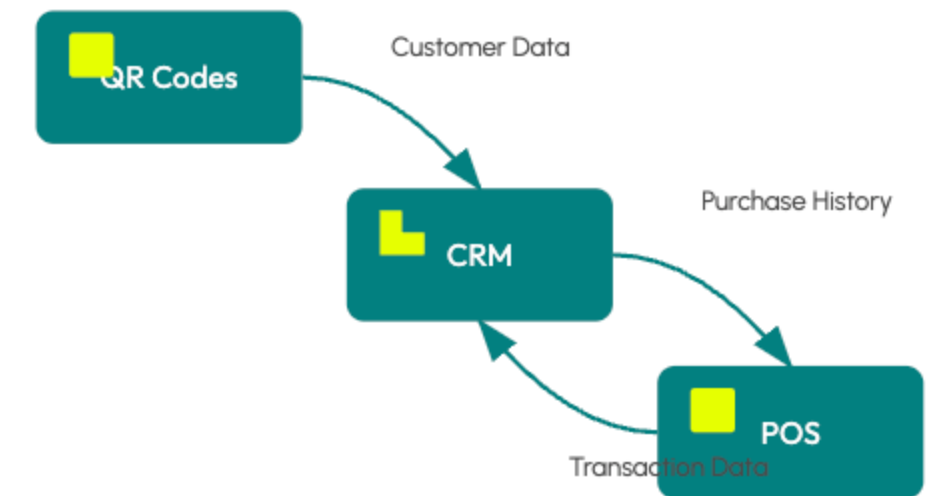 Customer Data
QR Codes
Purchase History
CRM
POS
Transaction Data